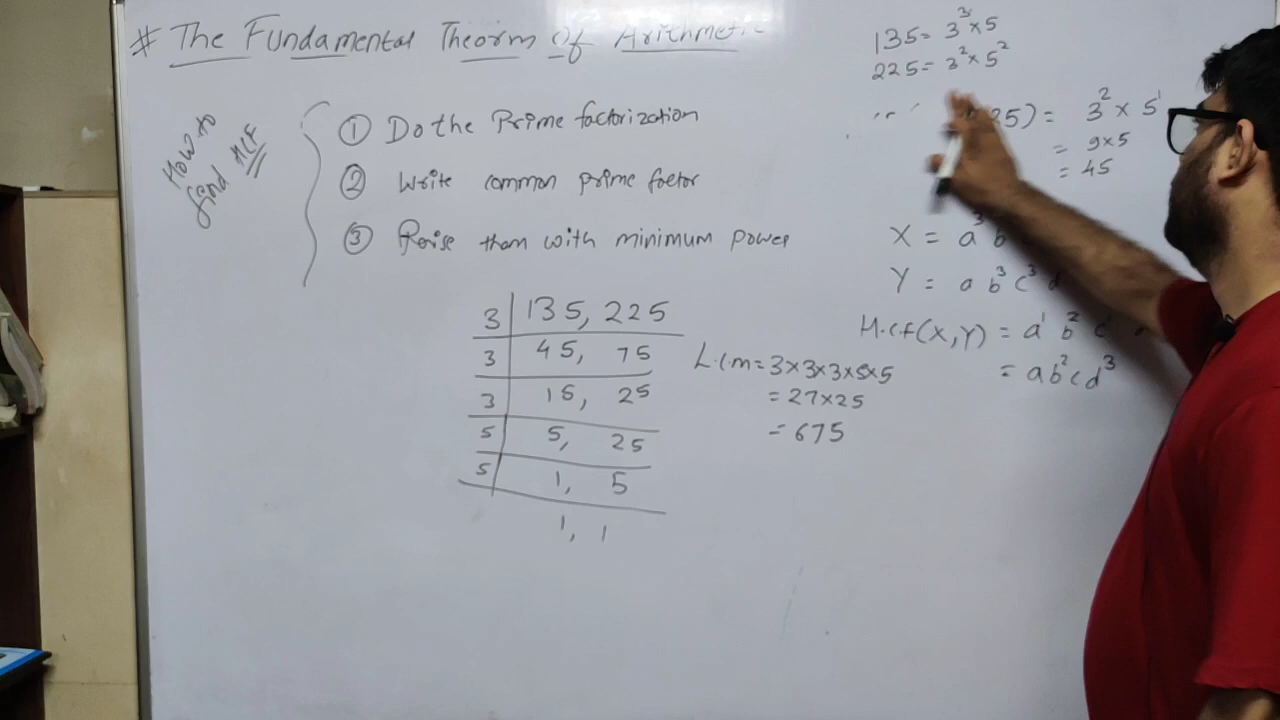 # The Fundamental Theorm Of Arithmetic
How to
find HCF
① Do the Prime factorization
② Write common prime factor
③ Raise them with minimum power
3 | 135, 225
3 | 45, 75
3 | 15, 25
5 | 5, 25
5 | 1, 5
1, 1
L.C.m = 3×3×3×5×5
= 27×25
= 675
135 = 3³×5
225 = 3²×5²
25) = 3² × 5¹
= 9×5
= 45
X = a³ b
Y = a b³ c³ d
H.C.f(X,Y) = a¹ b² c¹
= ab²cd³